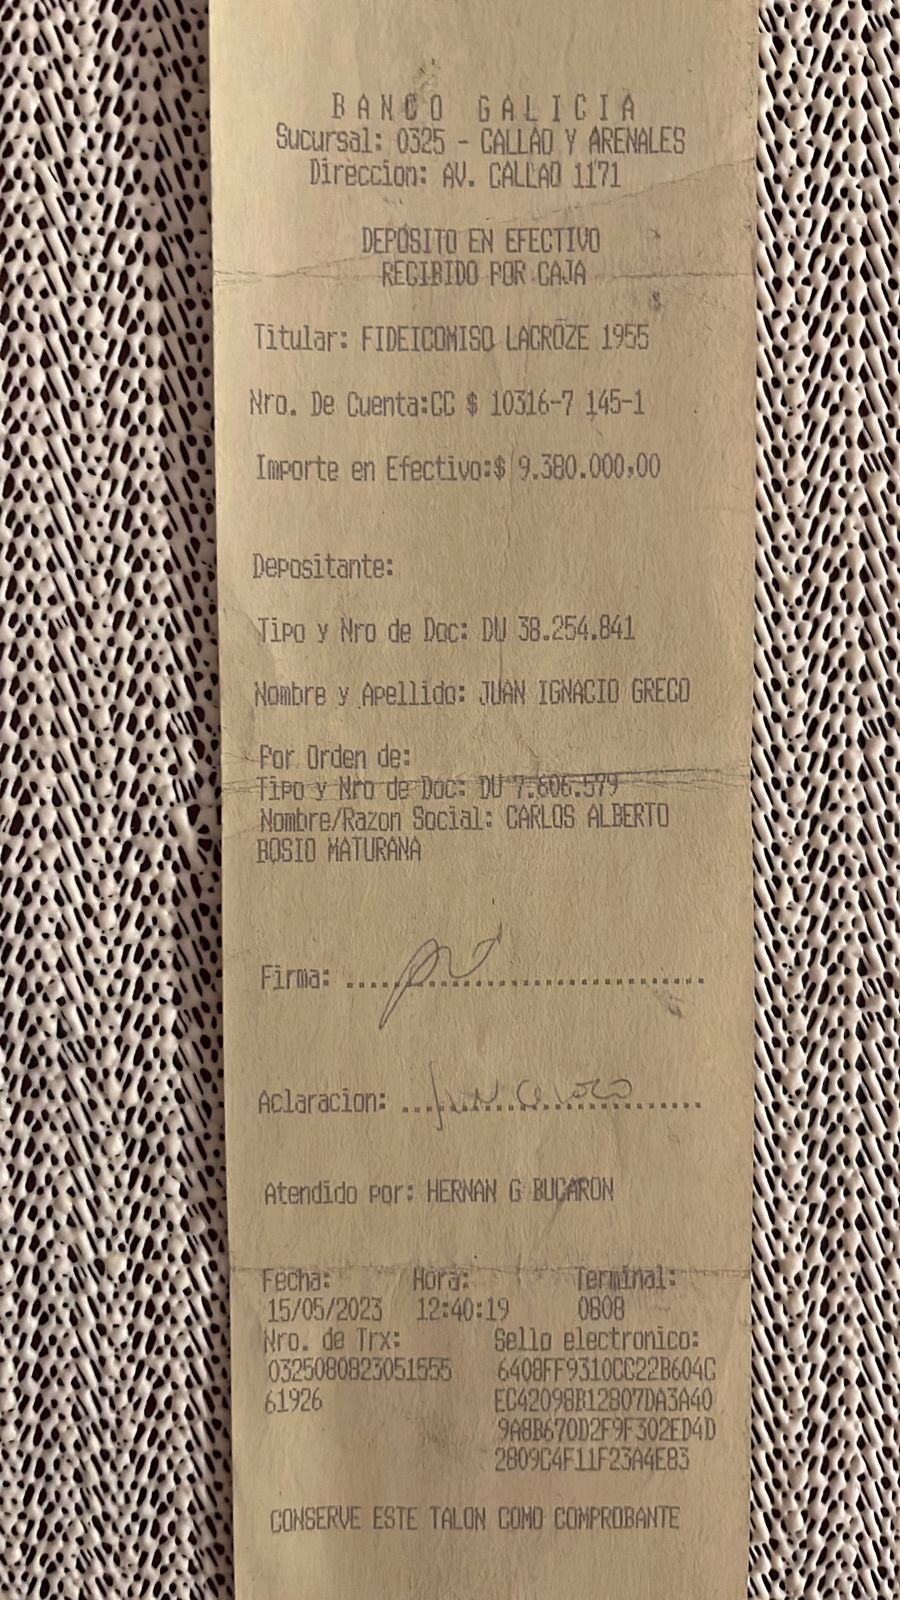 BANCO GALICIA
Sucursal: 0325 - CALLAO Y ARENALES
Direccion: AV. CALLAO 1171
DEPOSITO EN EFECTIVO
RECIBIDO POR CAJA
Titular: FIDEICOMISO LACROZE 1955
Nro. De Cuenta:CC $ 10316-7 145-1
Importe en Efectivo:$ 9.380.000,00
Depositante:
Tipo y Nro de Doc: DU 38.254.841
Nombre y Apellido: JUAN IGNACIO GRECO
Por Orden de:
Tipo y Nro de Doc: DU 7.606.579
Nombre/Razon Social: CARLOS ALBERTO
BOSIO MATURANA
Firma: ................................
Aclaracion: ...........................
Atendido por: HERNAN G BUCARON
Fecha: Hora: Terminal:
15/05/2023 12:40:19 0808
Nro. de Trx: Sello electronico:
0325080823051555 6408FF9310CC22B604C
61926 EC42098B12807DA3A40
9A8B670D2F9F302ED4D
2809C4F11F23A4E83
CONSERVE ESTE TALON COMO COMPROBANTE